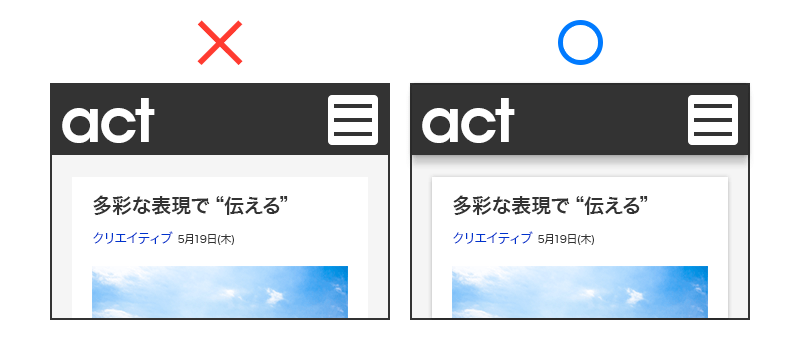 act
多彩な表現で “伝える”
クリエイティブ 5月19日(木)
act
多彩な表現で “伝える”
クリエイティブ 5月19日(木)